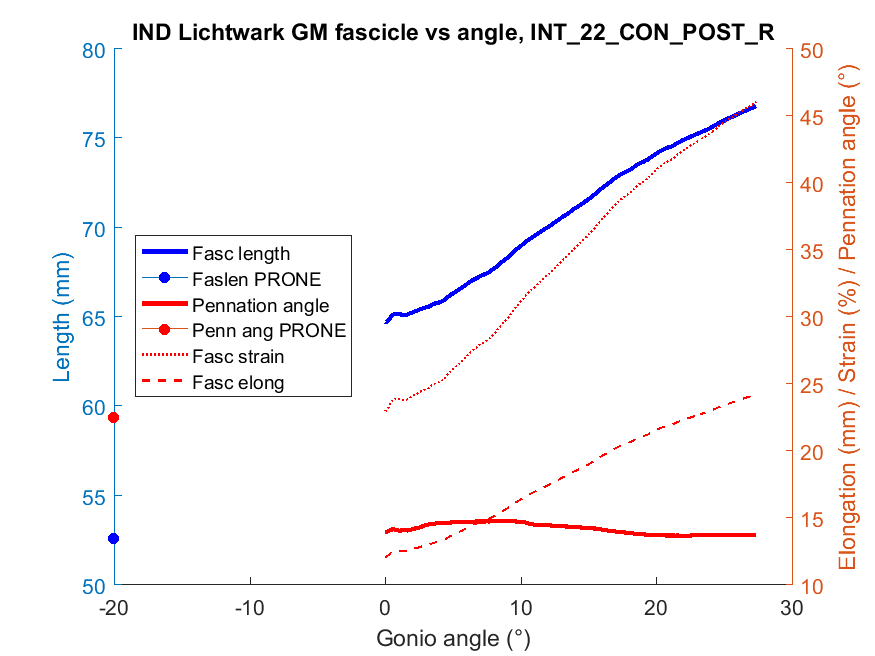 IND Lichtwark GM fascicle vs angle, INT_22_CON_POST_R
80
75
70
65
60
55
50
Length (mm)
50
45
40
35
30
25
20
15
10
Elongation (mm) / Strain (%) / Pennation angle (°)
Fasc length
Faslen PRONE
Pennation angle
Penn ang PRONE
Fasc strain
Fasc elong
-20
-10
0
10
20
30
Gonio angle (°)